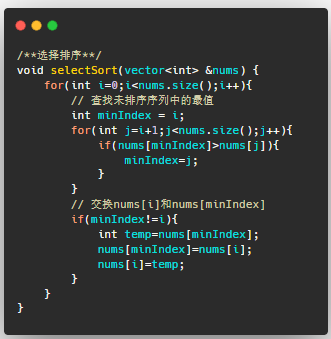 /**选择排序**/
void selectSort(vector<int> &nums) {
    for(int i=0;i<nums.size();i++){
        // 查找未排序序列中的最值
        int minIndex = i;
        for(int j=i+1;j<nums.size();j++){
            if(nums[minIndex]>nums[j]){
                minIndex=j;
            }
        }
        // 交换nums[i]和nums[minIndex]
        if(minIndex!=i){
            int temp=nums[minIndex];
            nums[minIndex]=nums[i];
            nums[i]=temp;
        }
    }
}